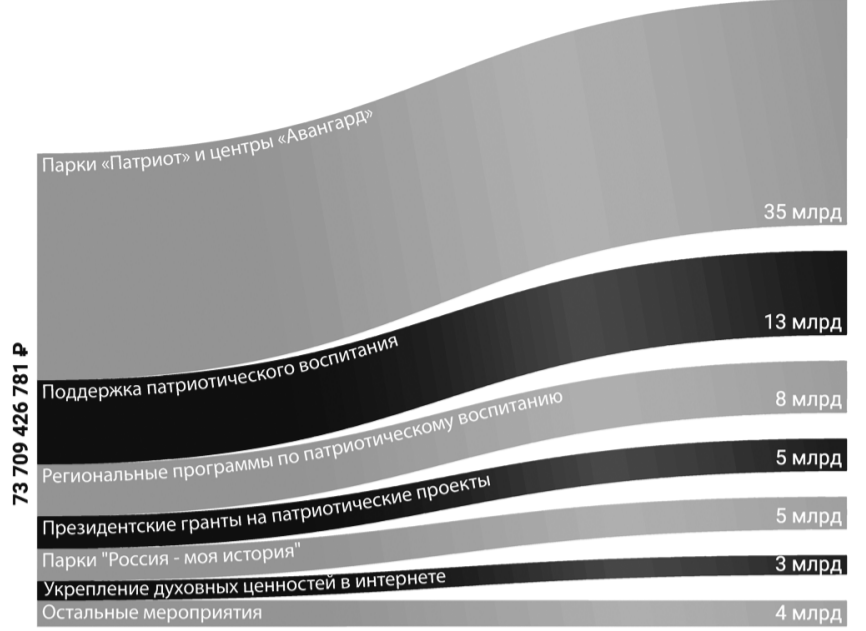 Парки «Патриот» и центры «Авангард»
35 млрд
73 709 426 781 ₽
Поддержка патриотического воспитания
13 млрд
Региональные программы по патриотическому воспитанию
8 млрд
Президентские гранты на патриотические проекты
5 млрд
Парки "Россия - моя история"
5 млрд
Укрепление духовных ценностей в интернете
3 млрд
Остальные мероприятия
4 млрд